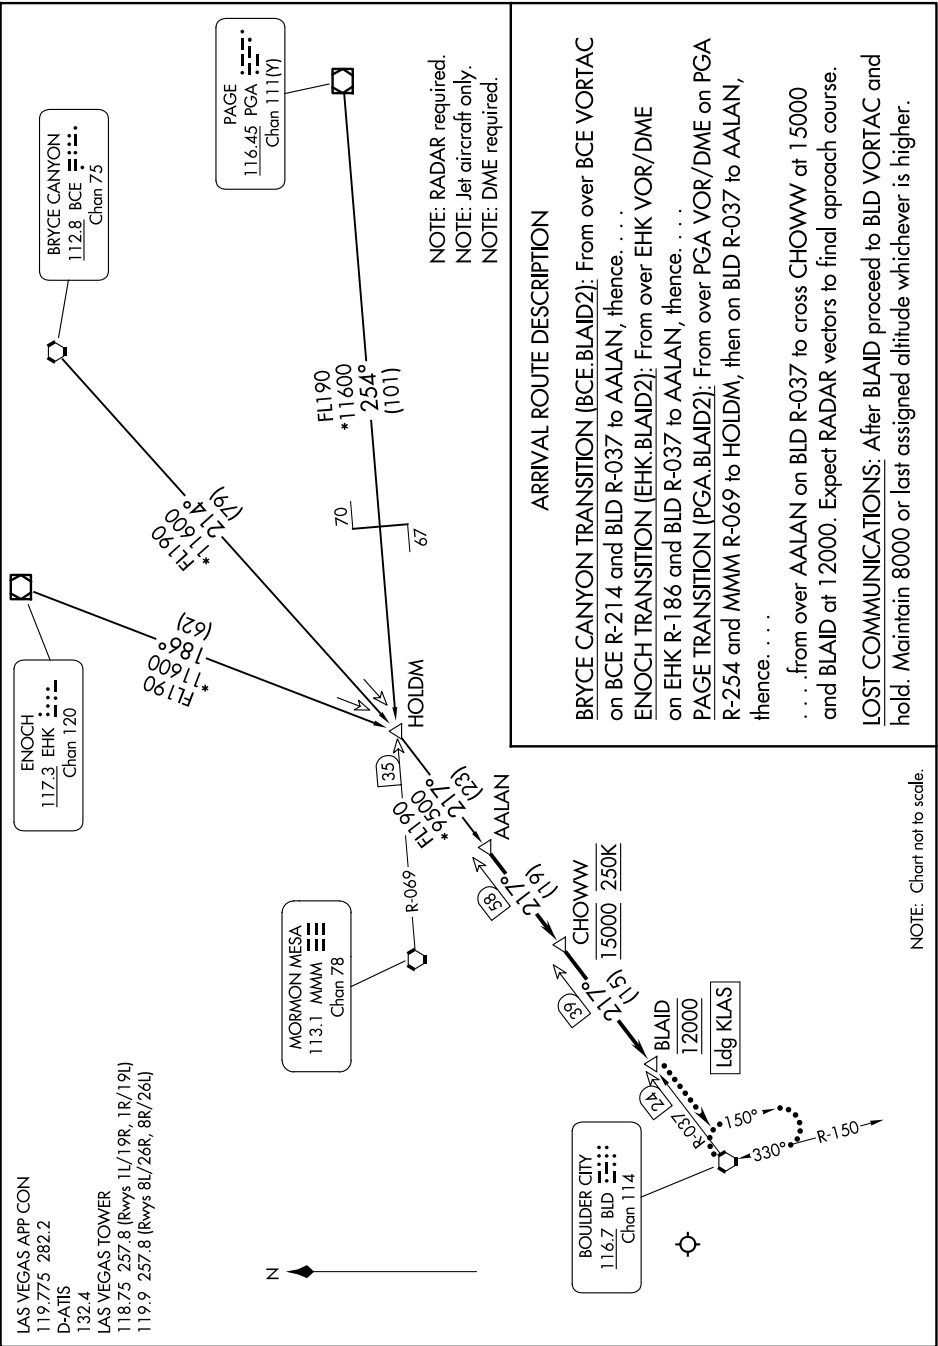 LAS VEGAS APP CON
119.775 282.2
D-ATIS
132.4
LAS VEGAS TOWER
118.75 257.8 (Rwys 1L/19R, 1R/19L)
119.9 257.8 (Rwys 8L/26R, 8R/26L)
N
ENOCH
117.3 EHK
Chan 120
BRYCE CANYON
112.8 BCE
Chan 75
PAGE
116.45 PGA
Chan 111(Y)
MORMON MESA
113.1 MMM
Chan 78
BOULDER CITY
116.7 BLD
Chan 114
FL190
*11600
186°
(62)
FL190
*11600
214°
(79)
FL190
*11600
254°
(101)
70
67
HOLDM
35
R-069
FL190
*9500
217°
(23)
AALAN
58
217°
(19)
CHOWW
15000 250K
39
217°
(15)
BLAID
12000
Ldg KLAS
24
R-037
150°
330°
R-150
NOTE: RADAR required.
NOTE: Jet aircraft only.
NOTE: DME required.
NOTE: Chart not to scale.
ARRIVAL ROUTE DESCRIPTION
BRYCE CANYON TRANSITION (BCE.BLAID2): From over BCE VORTAC
on BCE R-214 and BLD R-037 to AALAN, thence. . . .
ENOCH TRANSITION (EHK.BLAID2): From over EHK VOR/DME
on EHK R-186 and BLD R-037 to AALAN, thence. . . .
PAGE TRANSITION (PGA.BLAID2): From over PGA VOR/DME on PGA
R-254 and MMM R-069 to HOLDM, then on BLD R-037 to AALAN,
thence. . . .
. . . .from over AALAN on BLD R-037 to cross CHOWW at 15000
and BLAID at 12000. Expect RADAR vectors to final aproach course.
LOST COMMUNICATIONS: After BLAID proceed to BLD VORTAC and
hold. Maintain 8000 or last assigned altitude whichever is higher.